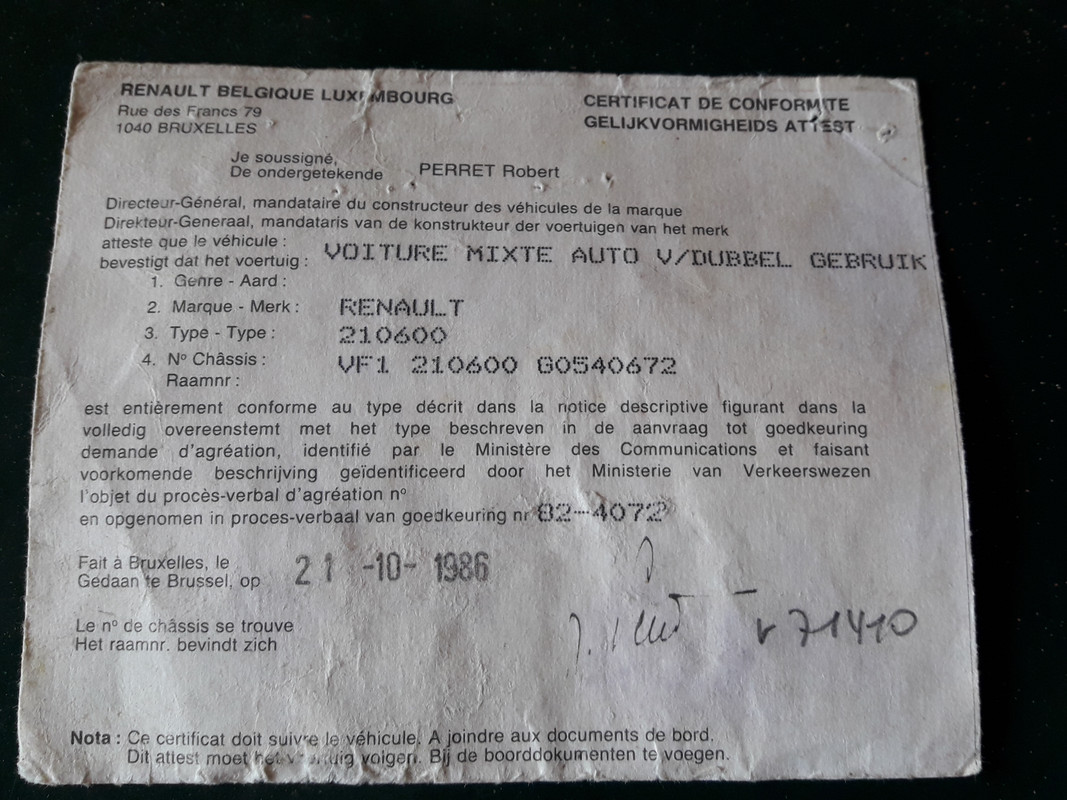 RENAULT BELGIQUE LUXEMBOURG
Rue des Francs 79
1040 BRUXELLES
CERTIFICAT DE CONFORMITE
GELIJKVORMIGHEIDS ATTEST
Je soussigné,
De ondergetekende PERRET Robert
Directeur-Général, mandataire du constructeur des véhicules de la marque
Direkteur-Generaal, mandataris van de konstrukteur der voertuigen van het merk
atteste que le véhicule :
bevestigt dat het voertuig : VOITURE MIXTE AUTO V/DUBBEL GEBRUIK
1. Genre - Aard :
2. Marque - Merk : RENAULT
3. Type - Type : 210600
4. Nº Châssis : VF1 210600 G0540672
Raamnr :
est entièrement conforme au type décrit dans la notice descriptive figurant dans la
volledig overeenstemt met het type beschreven in de aanvraag tot goedkeuring
demande d'agréation, identifié par le Ministère des Communications et faisant
voorkomende beschrijving geïdentificeerd door het Ministerie van Verkeerswezen
l'objet du procès-verbal d'agréation nº
en opgenomen in proces-verbaal van goedkeuring nr 82-4072
Fait à Bruxelles, le
Gedaan te Brussel, op 21 -10- 1986
Le nº de châssis se trouve
Het raamnr. bevindt zich
71410
Nota : Ce certificat doit suivre le véhicule. A joindre aux documents de bord.
Dit attest moet volgen. Bij de boorddokumenten te voegen.